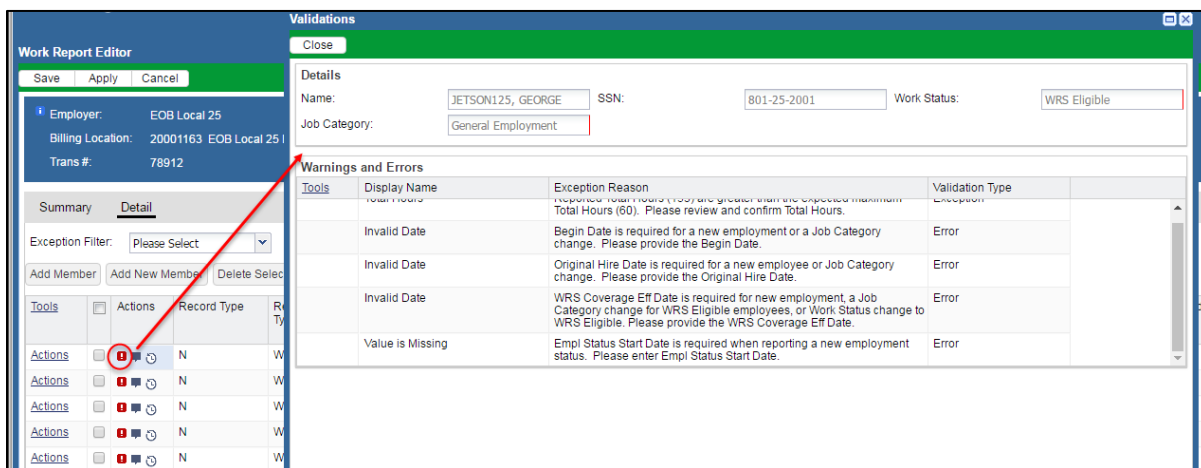 Validations
Close
Work Report Editor
Save Apply Cancel
Employer: EOB Local 25
Billing Location: 20001163 EOB Local 25
Trans #: 78912
Summary Detail
Exception Filter: Please Select
Add Member Add New Member Delete Selec
Tools Actions Record Type
Actions N
Actions N
Actions N
Actions N
Actions N
Details
Name: JETSON125, GEORGE SSN: 801-25-2001 Work Status: WRS Eligible
Job Category: General Employment
Warnings and Errors
Tools Display Name Exception Reason Validation Type
Total Hours are greater than the expected maximum Exception
Total Hours (60). Please review and confirm Total Hours.
Invalid Date Begin Date is required for a new employment or a Job Category Error
change. Please provide the Begin Date.
Invalid Date Original Hire Date is required for a new employee or Job Category Error
change. Please provide the Original Hire Date.
Invalid Date WRS Coverage Eff Date is required for new employment, a Job Error
Category change for WRS Eligible employees, or Work Status change to
WRS Eligible. Please provide the WRS Coverage Eff Date.
Value is Missing Empl Status Start Date is required when reporting a new employment Error
status. Please enter Empl Status Start Date.